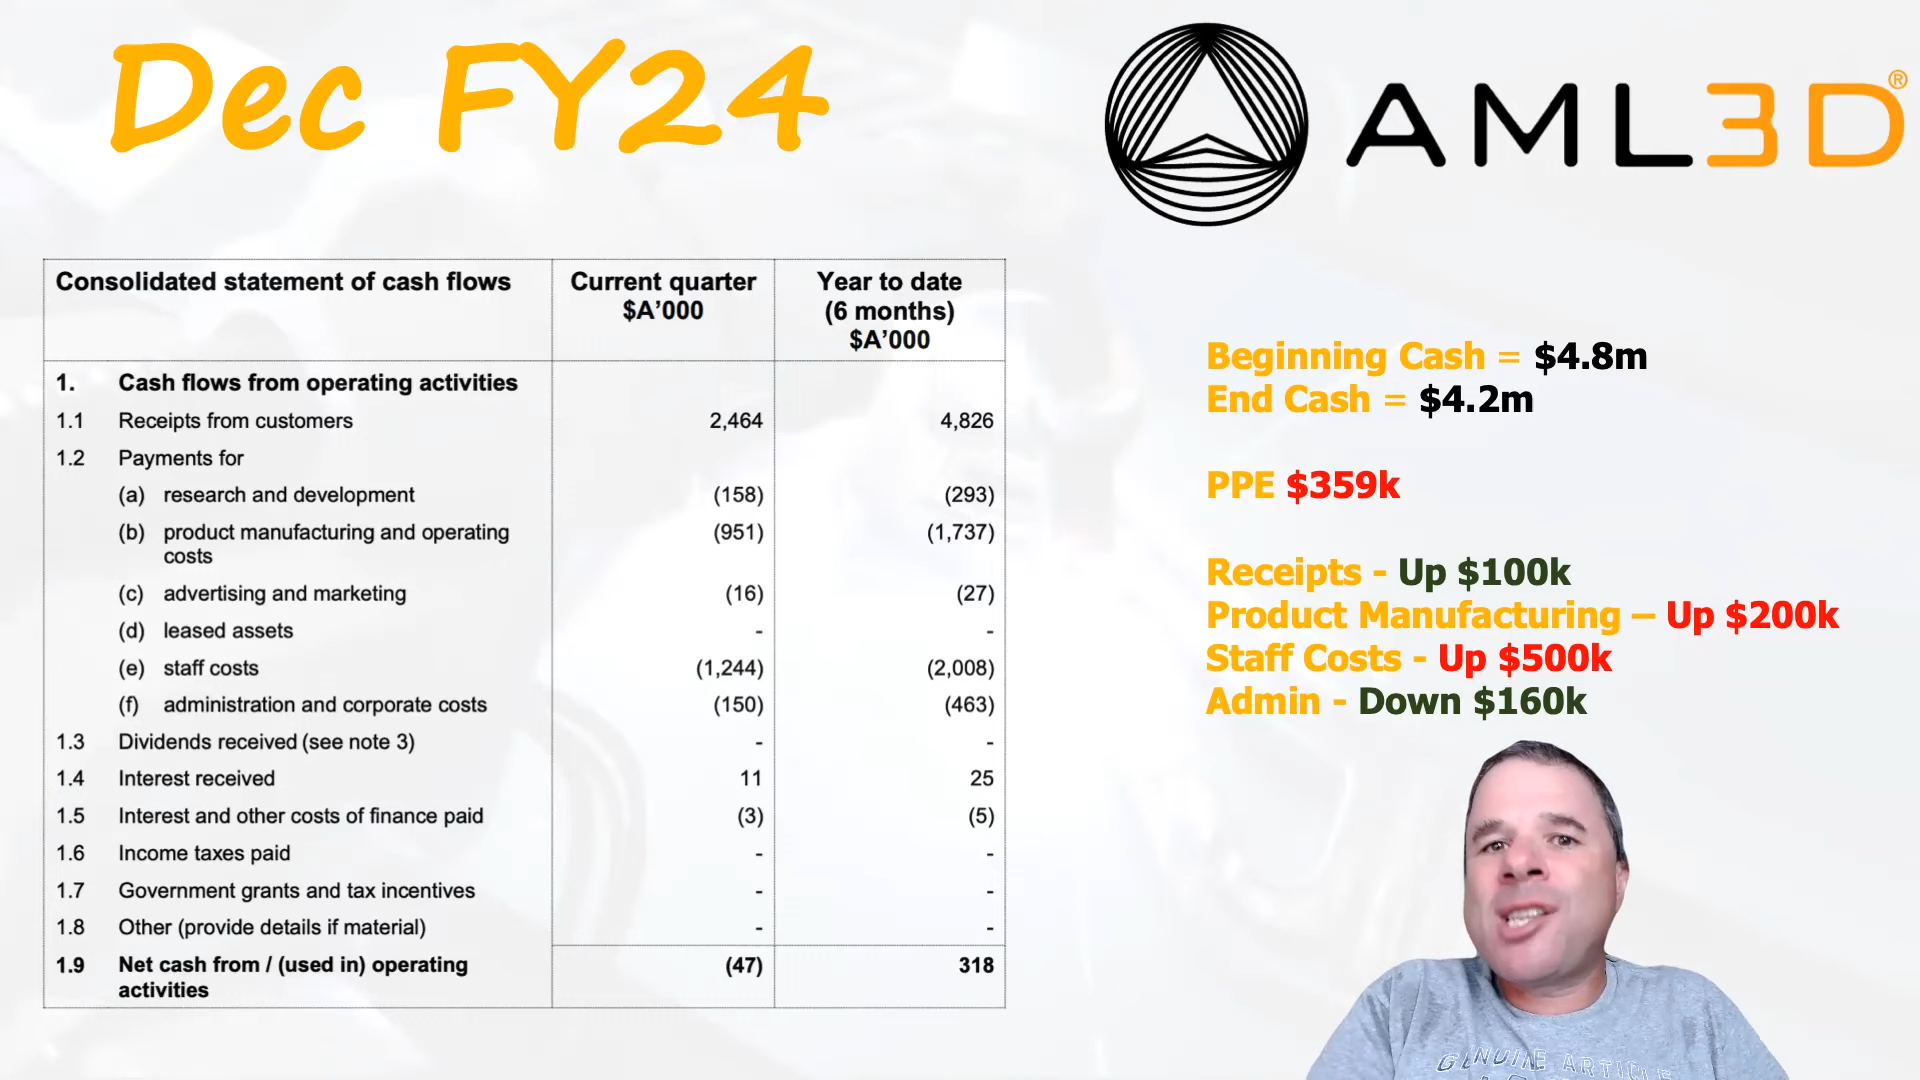 Dec FY24
AML3D®
Consolidated statement of cash flows
Current quarter
$A'000
Year to date
(6 months)
$A'000
1. Cash flows from operating activities
1.1 Receipts from customers 2,464 4,826
1.2 Payments for
(a) research and development (158) (293)
(b) product manufacturing and operating
costs (951) (1,737)
(c) advertising and marketing (16) (27)
(d) leased assets - -
(e) staff costs (1,244) (2,008)
(f) administration and corporate costs (150) (463)
1.3 Dividends received (see note 3) - -
1.4 Interest received 11 25
1.5 Interest and other costs of finance paid (3) (5)
1.6 Income taxes paid - -
1.7 Government grants and tax incentives - -
1.8 Other (provide details if material) - -
1.9 Net cash from / (used in) operating
activities (47) 318
Beginning Cash = $4.8m
End Cash = $4.2m
PPE $359k
Receipts - Up $100k
Product Manufacturing – Up $200k
Staff Costs - Up $500k
Admin - Down $160k
GENUINE ARTICLE